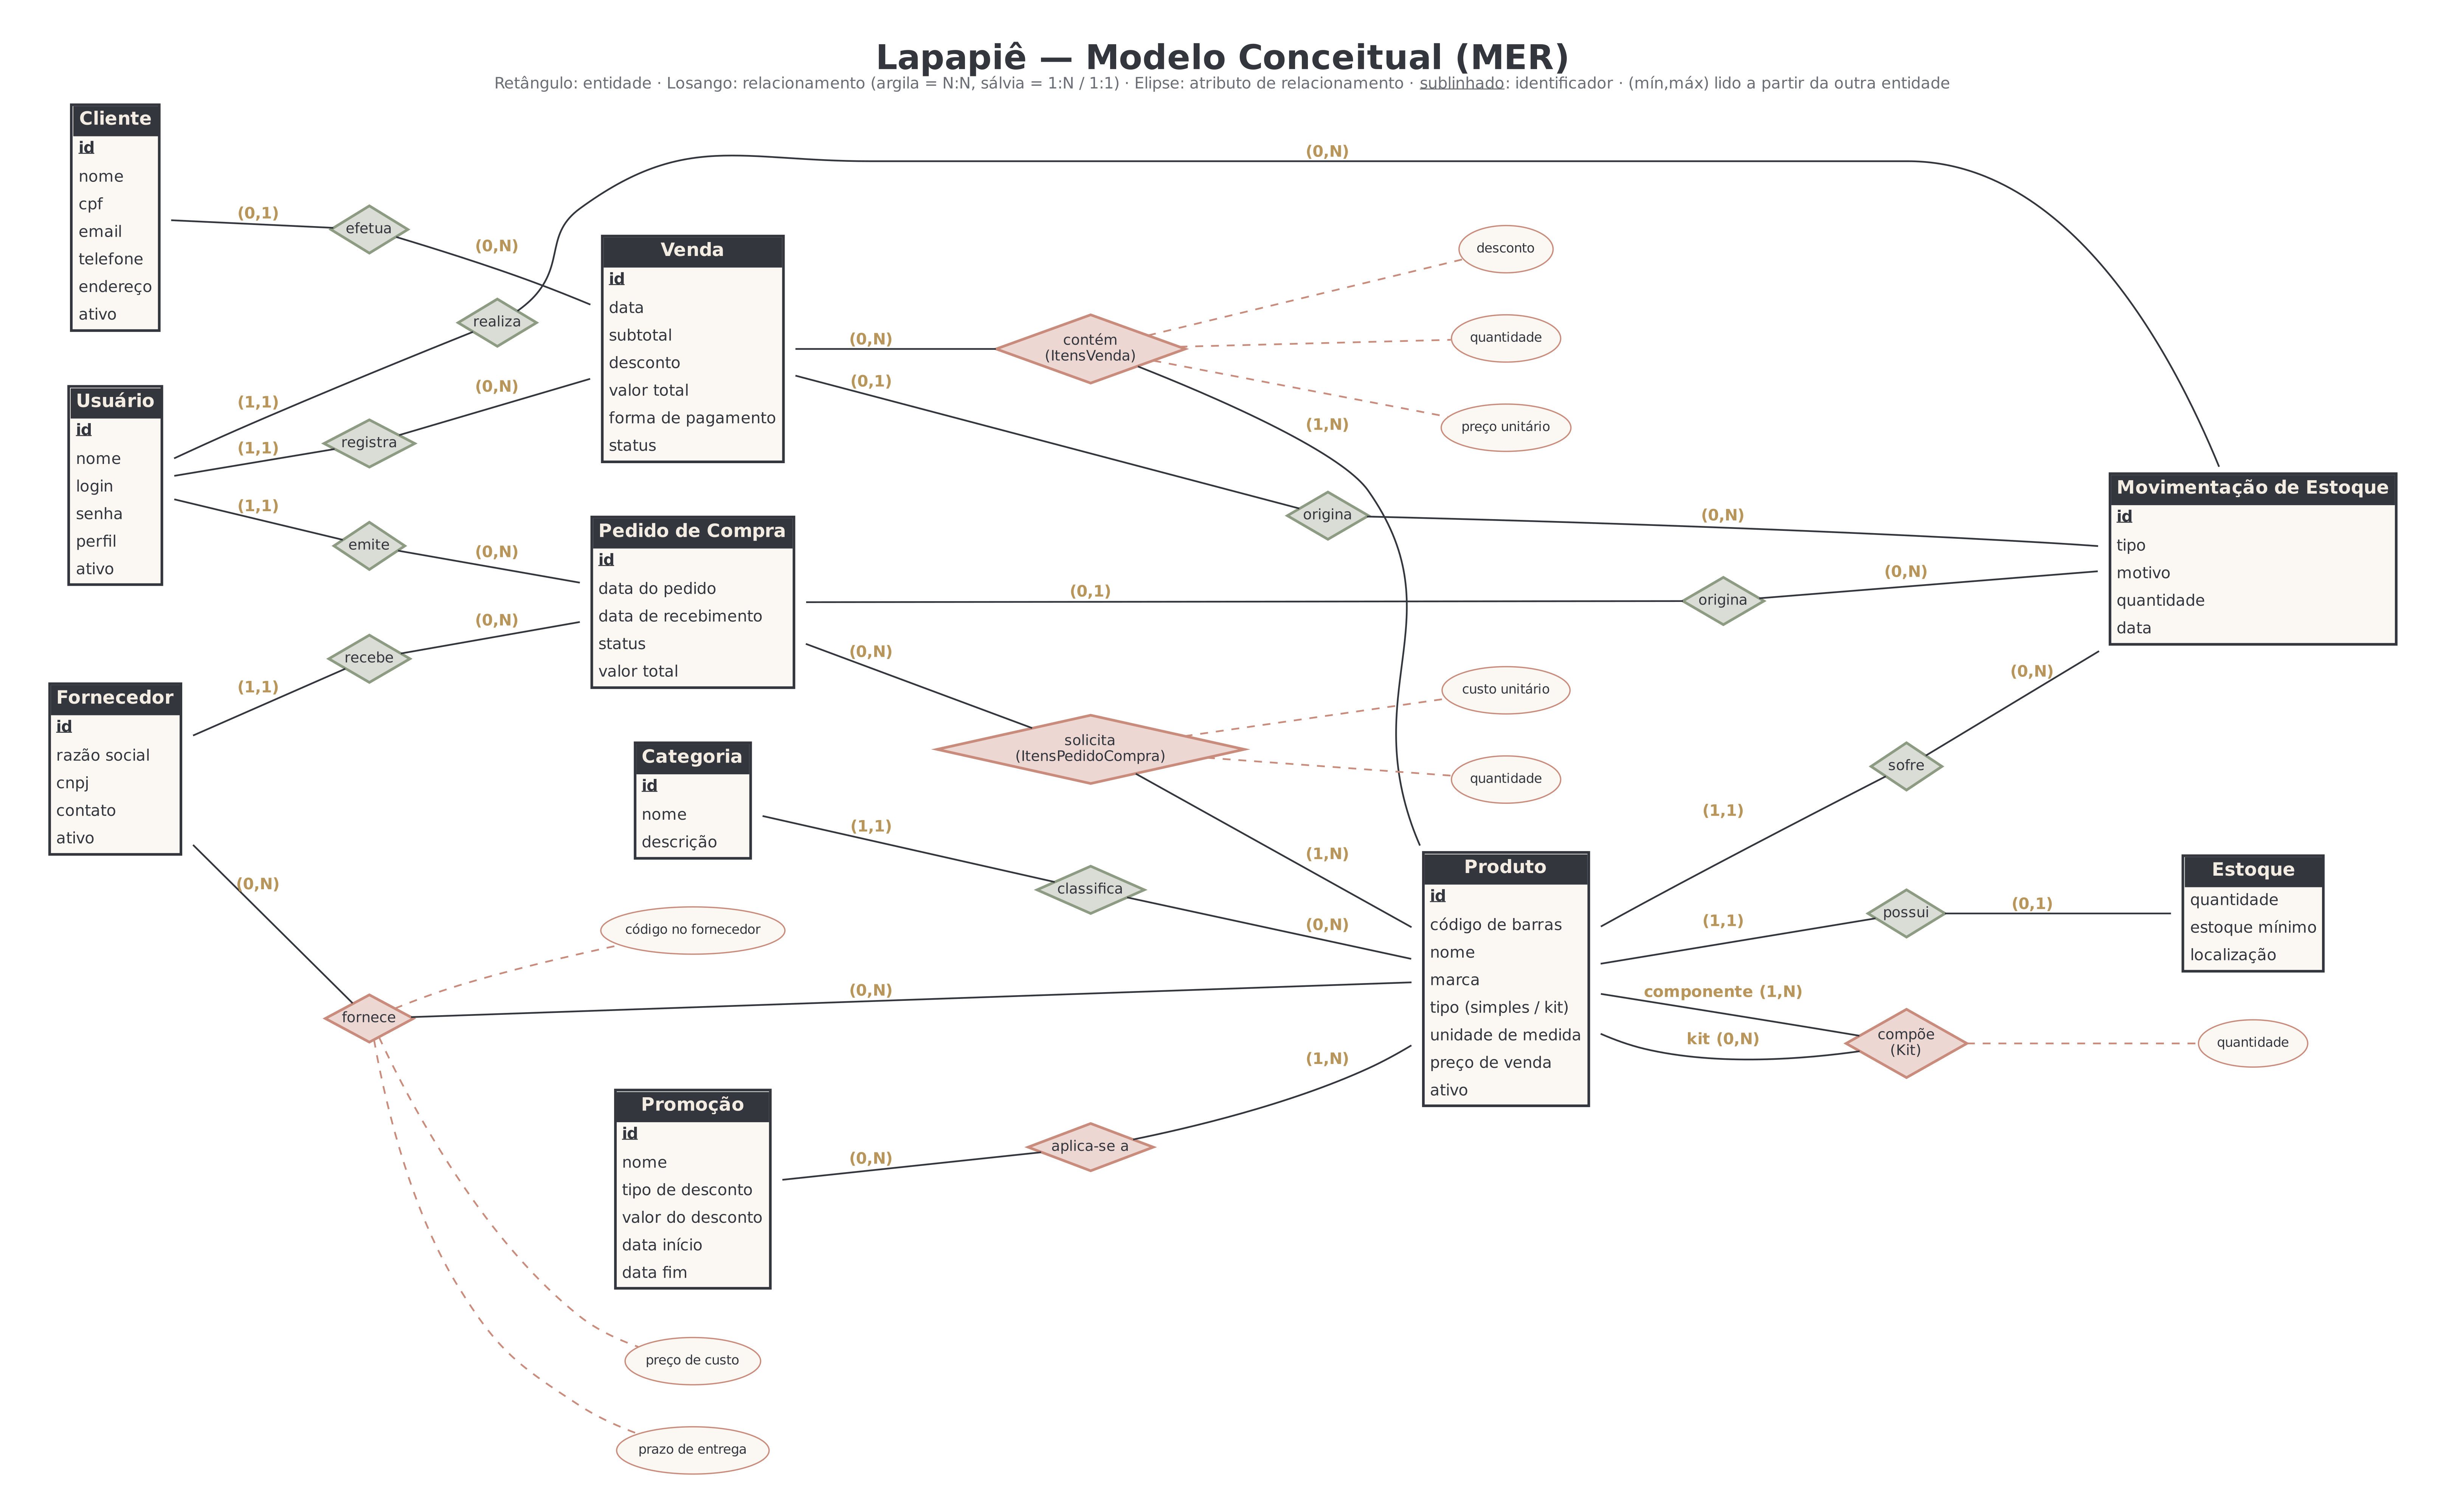 Lapapiê — Modelo Conceitual (MER)
Retângulo: entidade · Losango: relacionamento (argila = N:N, sálvia = 1:N / 1:1) · Elipse: atributo de relacionamento · sublinhado: identificador · (mín,máx) lido a partir da outra entidade
Cliente
id
nome
cpf
email
telefone
endereço
ativo
(0,1)
efetua
(0,N)
Usuário
id
nome
login
senha
perfil
ativo
(1,1)
realiza
(0,N)
(1,1)
registra
(0,N)
(1,1)
emite
(0,N)
Fornecedor
id
razão social
cnpj
contato
ativo
(1,1)
recebe
(0,N)
(0,N)
fornece
(0,N)
código no fornecedor
preço de custo
prazo de entrega
Venda
id
data
subtotal
desconto
valor total
forma de pagamento
status
(0,N)
contém
(ItensVenda)
(1,N)
desconto
quantidade
preço unitário
(0,1)
origina
(0,N)
Pedido de Compra
id
data do pedido
data de recebimento
status
valor total
(0,1)
origina
(0,N)
(0,N)
solicita
(ItensPedidoCompra)
(1,N)
custo unitário
quantidade
Categoria
id
nome
descrição
(1,1)
classifica
(0,N)
Promoção
id
nome
tipo de desconto
valor do desconto
data início
data fim
(0,N)
aplica-se a
(1,N)
Produto
id
código de barras
nome
marca
tipo (simples / kit)
unidade de medida
preço de venda
ativo
(1,1)
sofre
(0,N)
(1,1)
possui
(0,1)
componente (1,N)
kit (0,N)
compõe
(Kit)
quantidade
Movimentação de Estoque
id
tipo
motivo
quantidade
data
Estoque
quantidade
estoque mínimo
localização